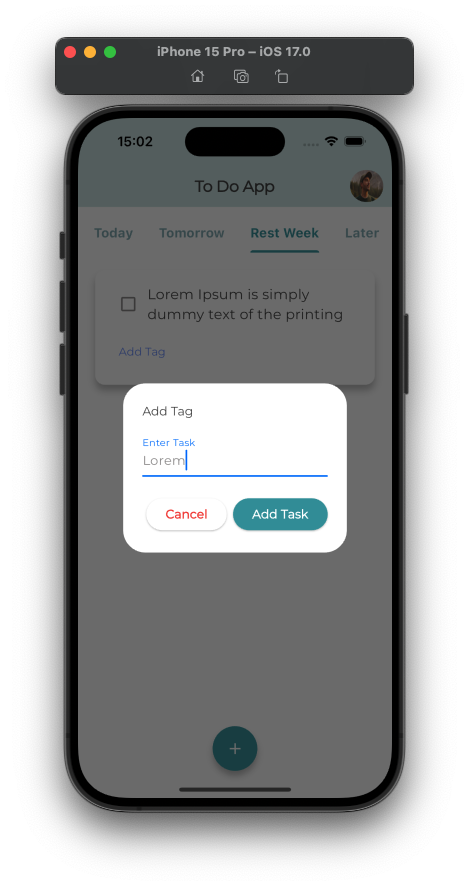 iPhone 15 Pro – iOS 17.0
15:02
To Do App
Today Tomorrow Rest Week Later
Lorem Ipsum is simply
dummy text of the printing
Add Tag
Add Tag
Enter Task
Lorem
Cancel Add Task